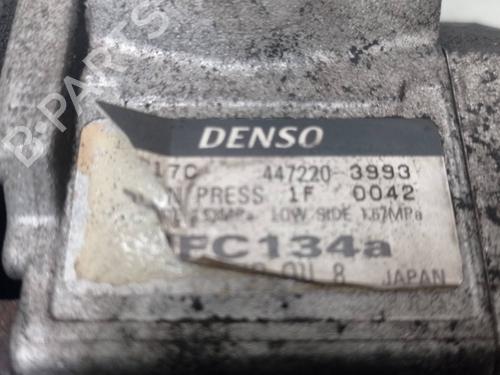 DENSO
17C 447220-3993
PRESS 1F 0042
LOW SIDE 1.67MPa
FC134a
OIL 8 JAPAN
B-PARTS